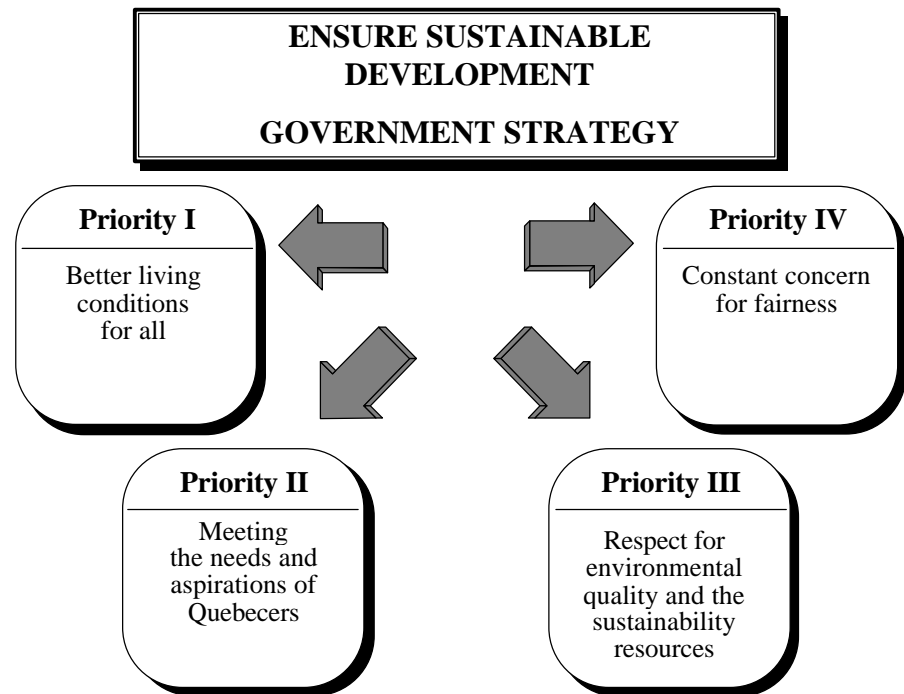 ENSURE SUSTAINABLE
DEVELOPMENT
GOVERNMENT STRATEGY
Priority I
Better living
conditions
for all
Priority II
Meeting
the needs and
aspirations of
Quebecers
Priority III
Respect for
environmental
quality and the
sustainability
resources
Priority IV
Constant concern
for fairness